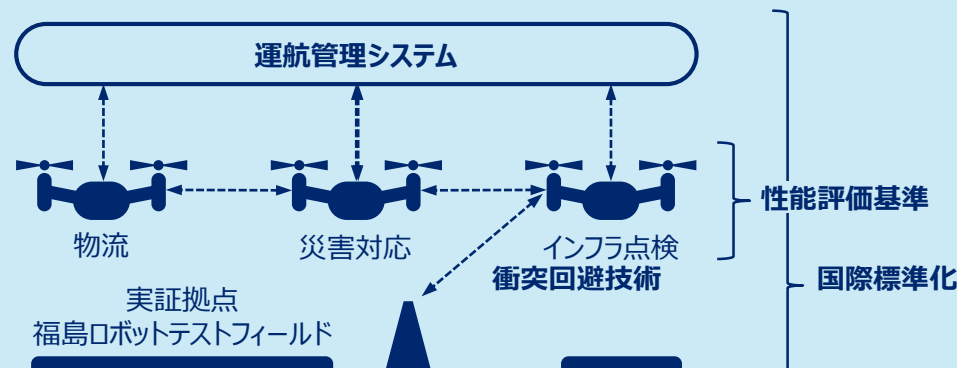 運航管理システム
性能評価基準
物流
災害対応
インフラ点検
衝突回避技術
国際標準化
実証拠点
福島ロボットテストフィールド